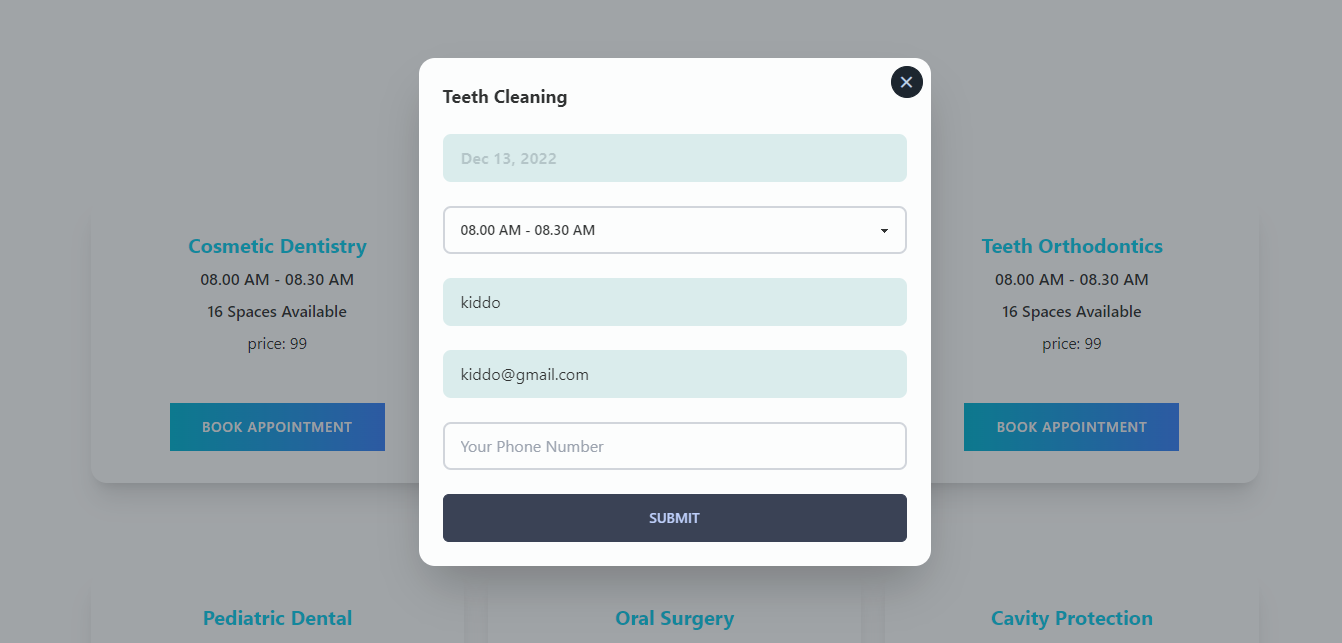 Teeth Cleaning
Dec 13, 2022
08.00 AM - 08.30 AM
kiddo
kiddo@gmail.com
Your Phone Number
SUBMIT
Cosmetic Dentistry
08.00 AM - 08.30 AM
16 Spaces Available
price: 99
BOOK APPOINTMENT
Teeth Orthodontics
08.00 AM - 08.30 AM
16 Spaces Available
price: 99
BOOK APPOINTMENT
Pediatric Dental
Oral Surgery
Cavity Protection